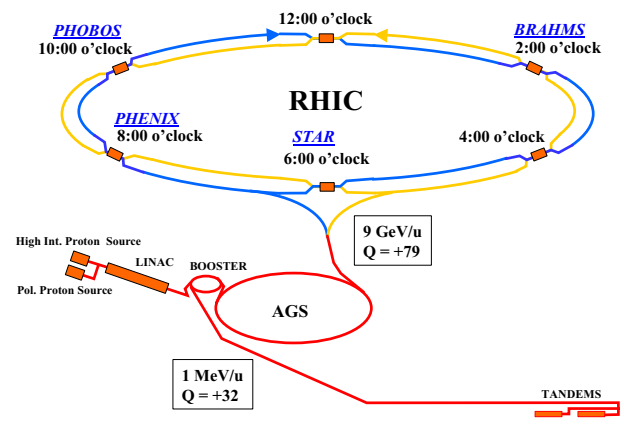 12:00 o'clock
PHOBOS
10:00 o'clock
BRAHMS
2:00 o'clock
RHIC
PHENIX
8:00 o'clock
STAR
6:00 o'clock
4:00 o'clock
9 GeV/u
Q = +79
High Int. Proton Source
LINAC
BOOSTER
Pol. Proton Source
AGS
1 MeV/u
Q = +32
TANDEMS